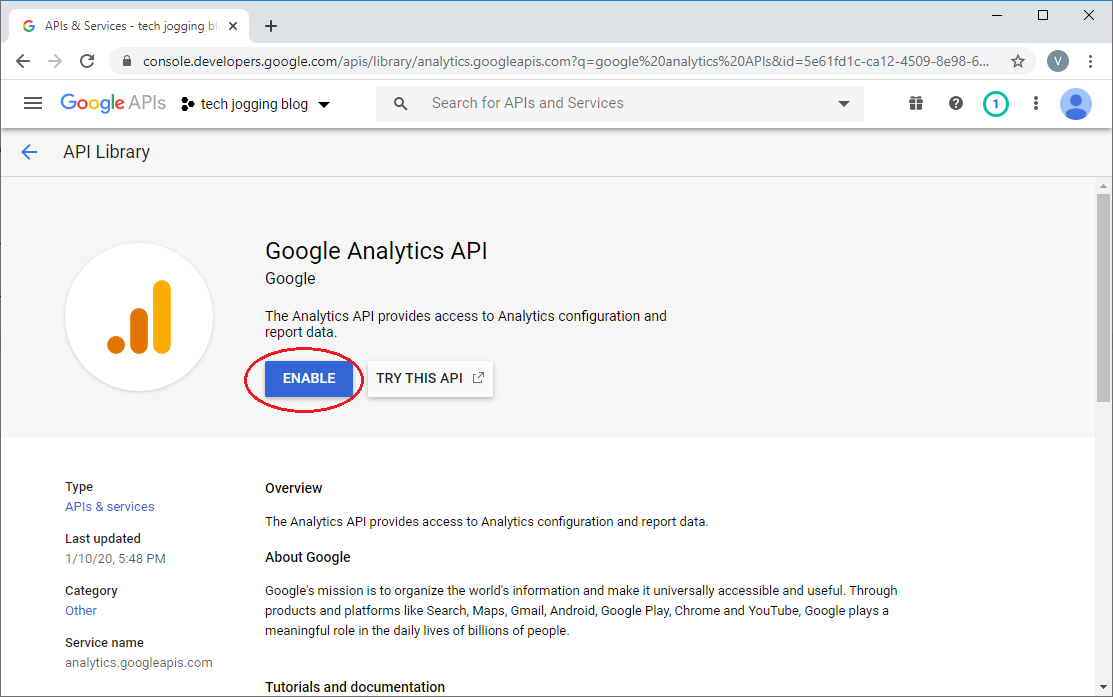 APIs & Services - tech jogging bl
console.developers.google.com/apis/library/analytics.googleapis.com?q=google%20analytics%20APIs&id=5e61fd1c-ca12-4509-8e98-6...
V
Google APIs
tech jogging blog
Search for APIs and Services
1
API Library
Google Analytics API
Google
The Analytics API provides access to Analytics configuration and
report data.
ENABLE
TRY THIS API
Type
APIs & services
Last updated
1/10/20, 5:48 PM
Category
Other
Service name
analytics.googleapis.com
Overview
The Analytics API provides access to Analytics configuration and report data.
About Google
Google's mission is to organize the world's information and make it universally accessible and useful. Through
products and platforms like Search, Maps, Gmail, Android, Google Play, Chrome and YouTube, Google plays a
meaningful role in the daily lives of billions of people.
Tutorials and documentation